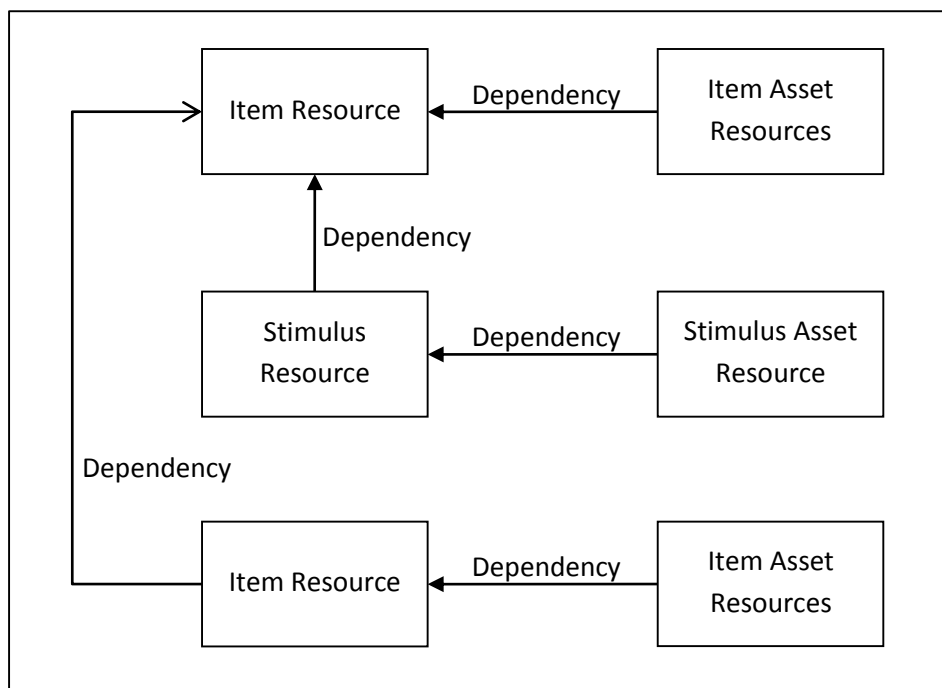 Item Resource
Dependency
Item Asset
Resources
Dependency
Stimulus
Resource
Dependency
Stimulus Asset
Resource
Dependency
Item Resource
Dependency
Item Asset
Resources